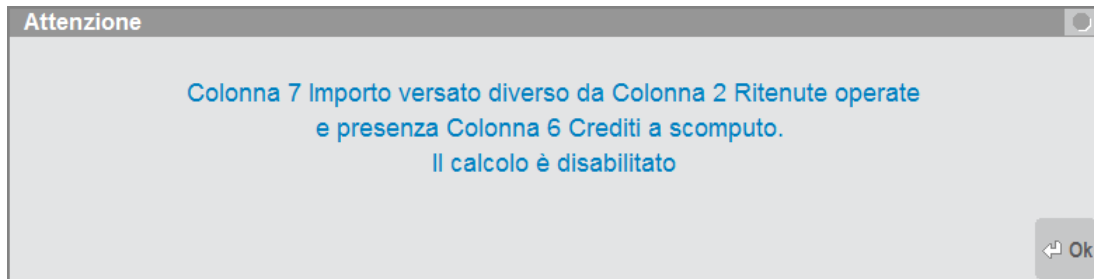 Attenzione
Colonna 7 Importo versato diverso da Colonna 2 Ritenute operate
e presenza Colonna 6 Crediti a scomputo.
Il calcolo è disabilitato
Ok